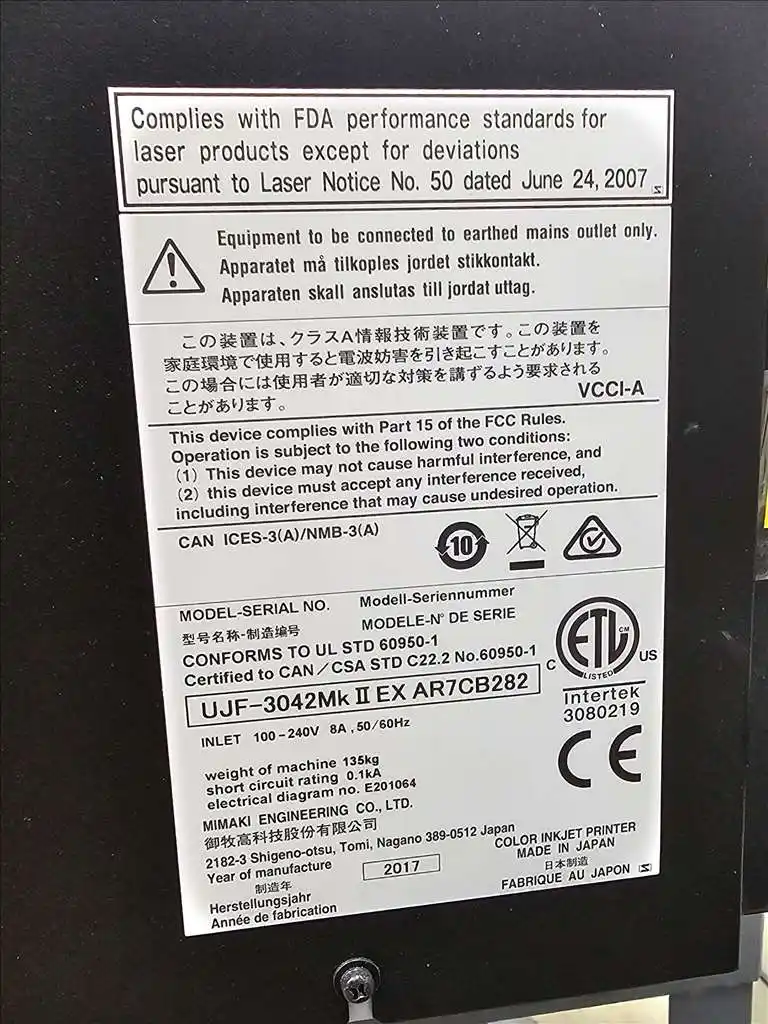 Complies with FDA performance standards for
laser products except for deviations
pursuant to Laser Notice No. 50 dated June 24, 2007
Equipment to be connected to earthed mains outlet only.
Apparatet må tilkoples jordet stikkontakt.
Apparaten skall anslutas till jordat uttag.
この装置は、クラスA情報技術装置です。この装置を
家庭環境で使用すると電波妨害を引き起こすことがあります。
この場合には使用者が適切な対策を講ずるよう要求される
ことがあります。
VCCI-A
This device complies with Part 15 of the FCC Rules.
Operation is subject to the following two conditions:
(1) This device may not cause harmful interference, and
(2) this device must accept any interference received,
including interference that may cause undesired operation.
CAN ICES-3(A)/NMB-3(A)
10
MODEL-SERIAL NO. Modell-Seriennummer
型号名称-制造编号 MODELE-N° DE SERIE
CONFORMS TO UL STD 60950-1
Certified to CAN/CSA STD C22.2 No.60950-1
C ETL CM US
LISTED
Intertek
3080219
UJF-3042Mk II EX AR7CB282
INLET 100-240V 8A, 50/60Hz
CE
weight of machine 135kg
short circuit rating 0.1kA
electrical diagram no. E201064
MIMAKI ENGINEERING CO., LTD.
御牧高科技股份有限公司
2182-3 Shigeno-otsu, Tomi, Nagano 389-0512 Japan
Year of manufacture 2017
制造年
Herstellungsjahr
Année de fabrication
COLOR INKJET PRINTER
MADE IN JAPAN
日本制造
FABRIQUE AU JAPON